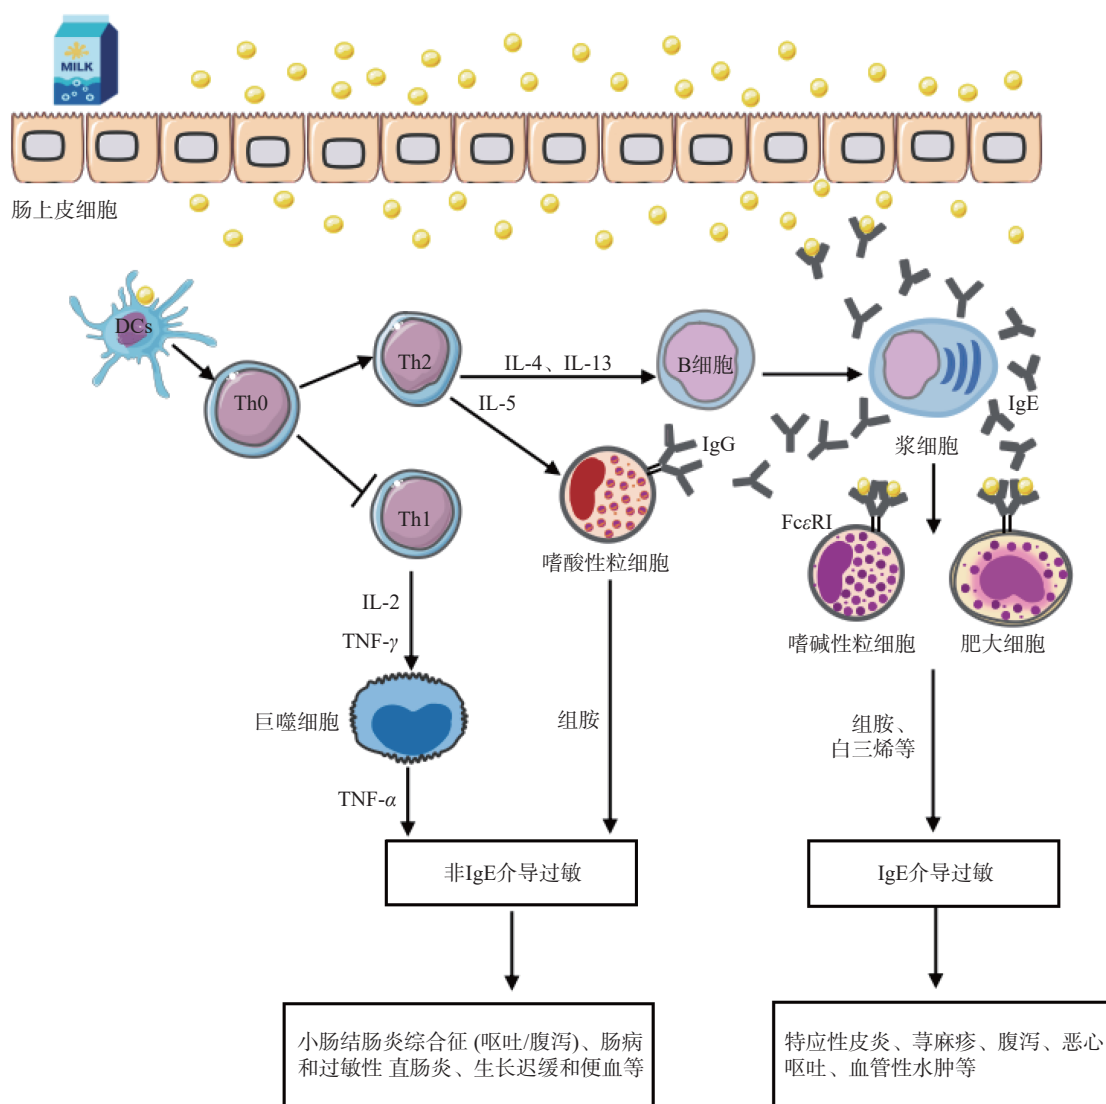 MILK
肠上皮细胞
DCs
Th0
Th2
IL-4、IL-13
IL-5
B细胞
IgE
浆细胞
IgG
Th1
FcεRI
嗜酸性粒细胞
IL-2
TNF-γ
嗜碱性粒细胞
肥大细胞
巨噬细胞
组胺
组胺、
白三烯等
TNF-α
非IgE介导过敏
IgE介导过敏
小肠结肠炎综合征 (呕吐/腹泻)、肠病
和过敏性 直肠炎、生长迟缓和便血等
特应性皮炎、荨麻疹、腹泻、恶心
呕吐、血管性水肿等